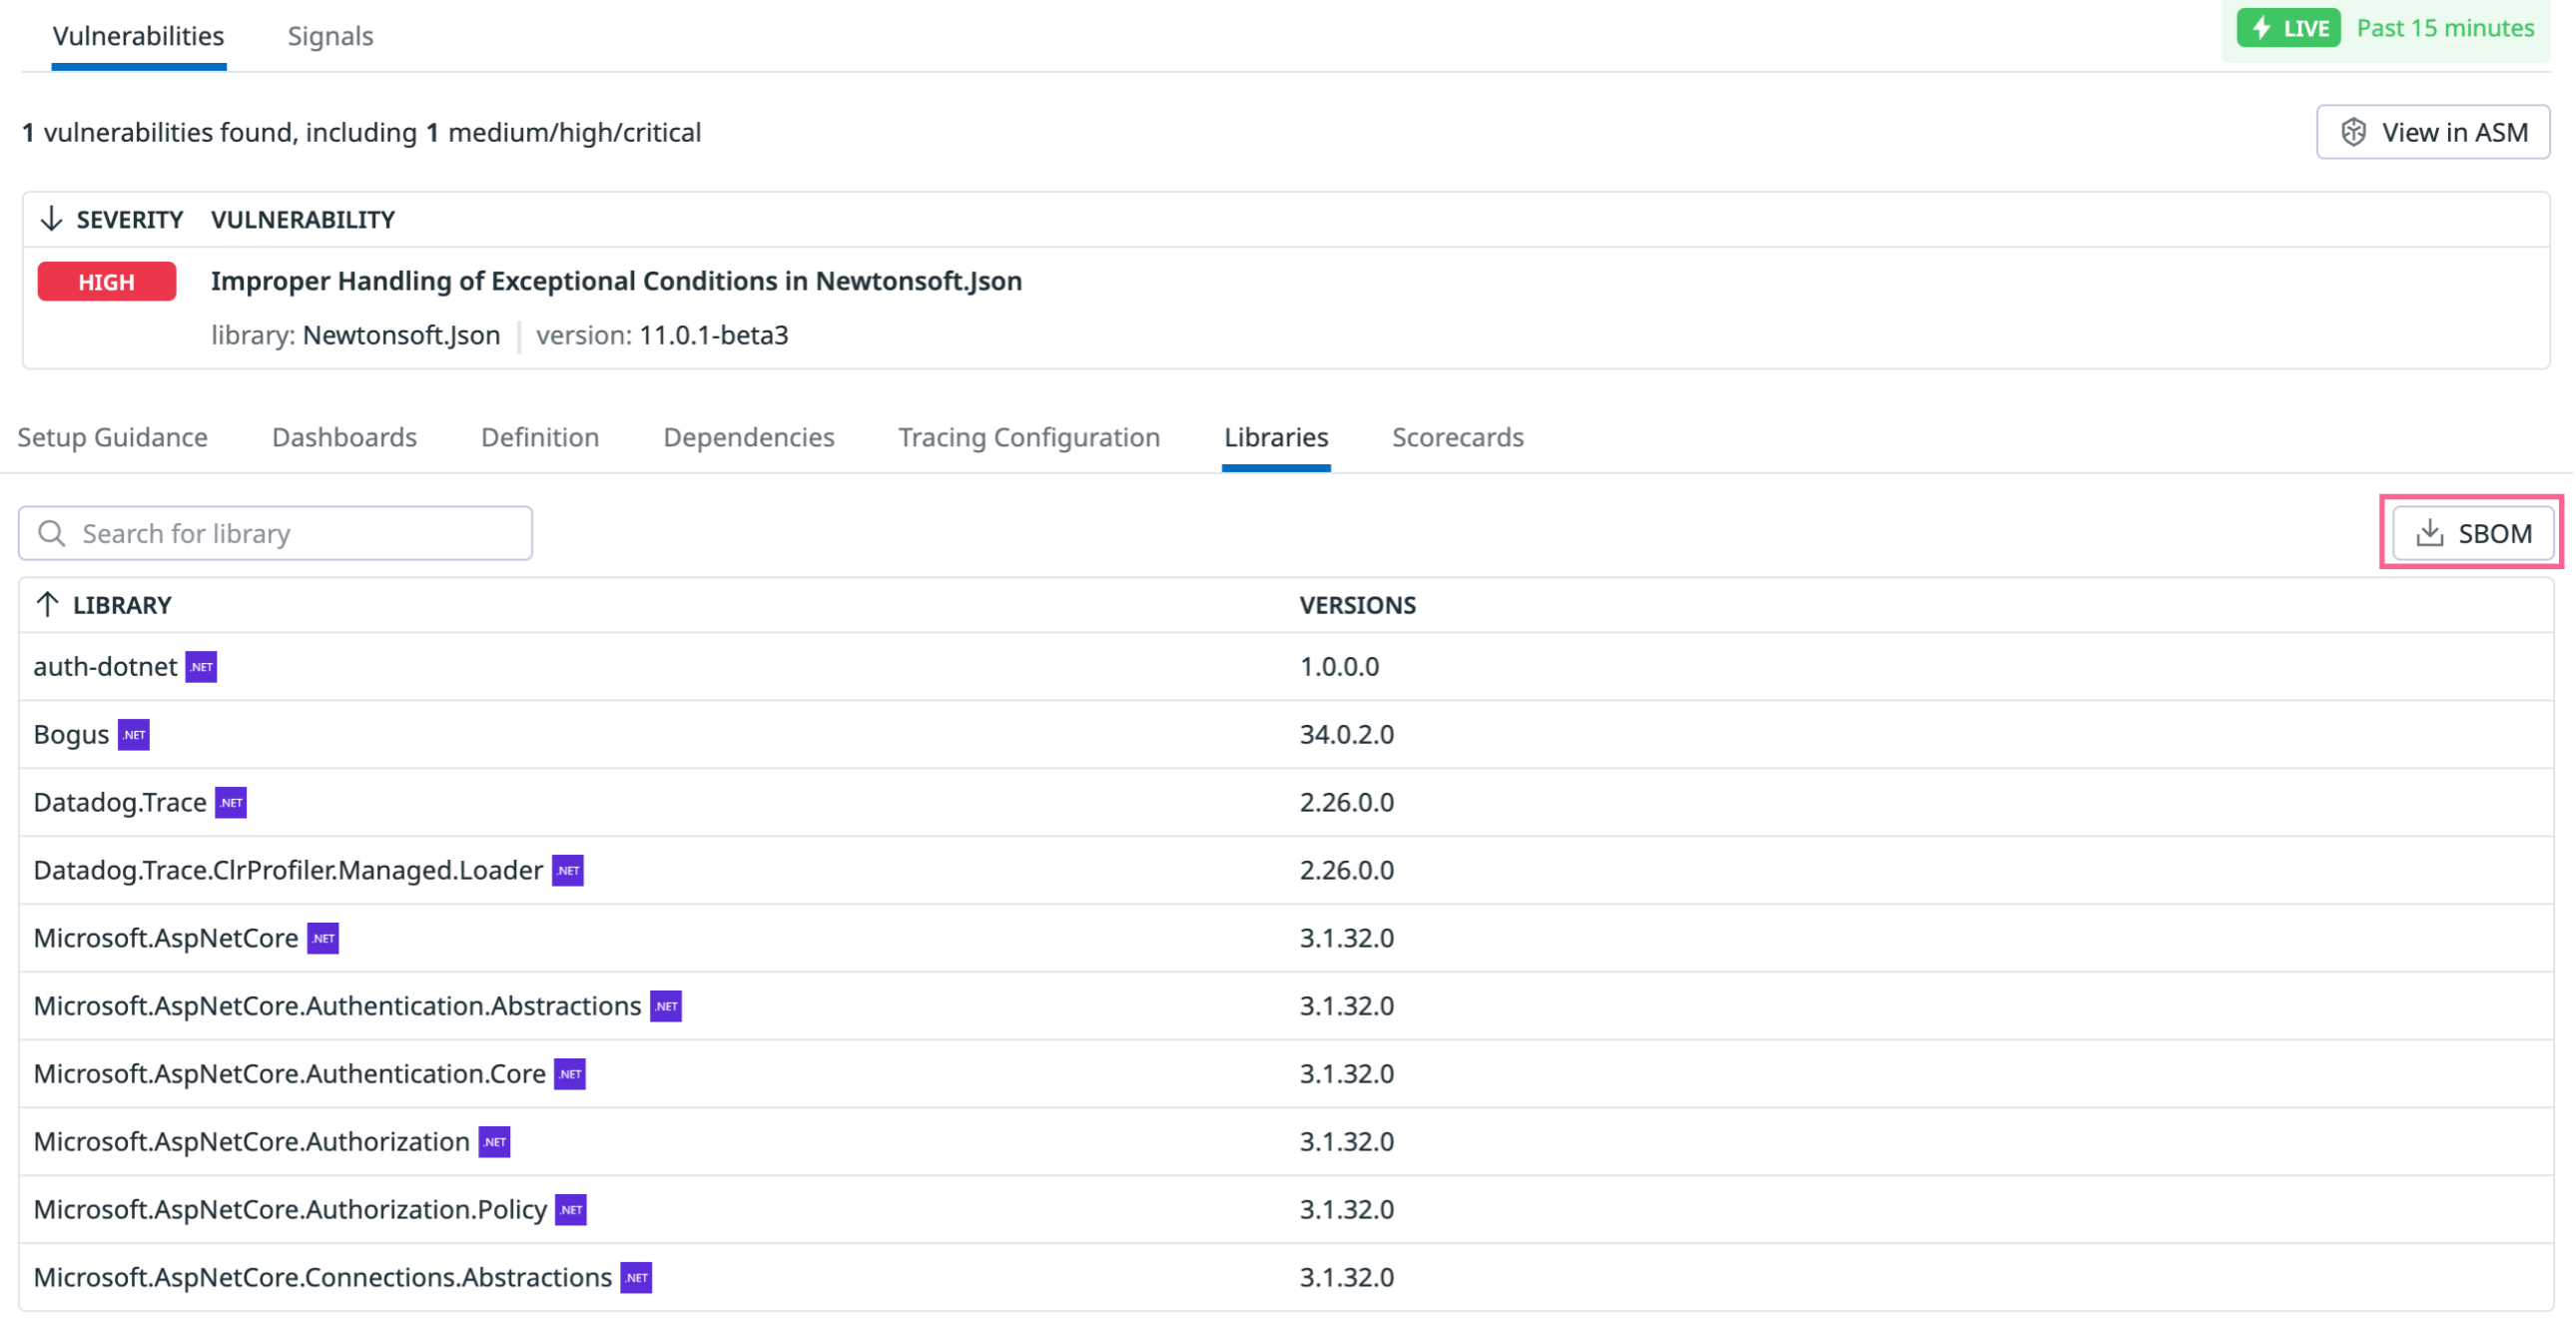 Vulnerabilities Signals
LIVE Past 15 minutes
1 vulnerabilities found, including 1 medium/high/critical
View in ASM
SEVERITY VULNERABILITY
HIGH Improper Handling of Exceptional Conditions in Newtonsoft.Json
library: Newtonsoft.Json version: 11.0.1-beta3
Setup Guidance Dashboards Definition Dependencies Tracing Configuration Libraries Scorecards
Search for library
SBOM
LIBRARY VERSIONS
auth-dotnet .NET 1.0.0.0
Bogus .NET 34.0.2.0
Datadog.Trace .NET 2.26.0.0
Datadog.Trace.ClrProfiler.Managed.Loader .NET 2.26.0.0
Microsoft.AspNetCore .NET 3.1.32.0
Microsoft.AspNetCore.Authentication.Abstractions .NET 3.1.32.0
Microsoft.AspNetCore.Authentication.Core .NET 3.1.32.0
Microsoft.AspNetCore.Authorization .NET 3.1.32.0
Microsoft.AspNetCore.Authorization.Policy .NET 3.1.32.0
Microsoft.AspNetCore.Connections.Abstractions .NET 3.1.32.0